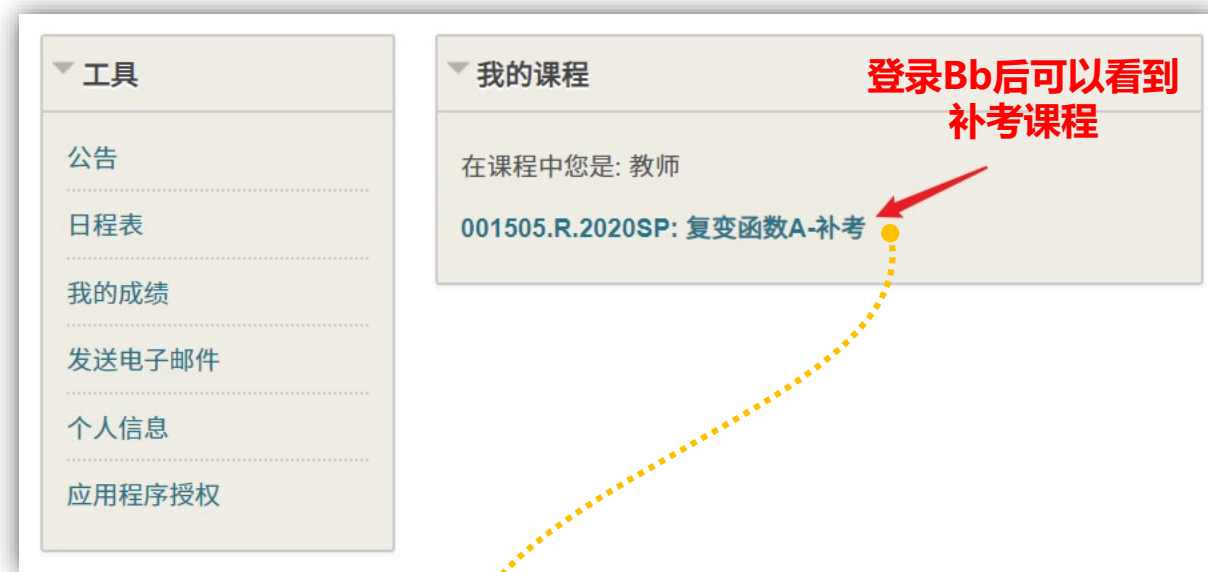 工具
公告
日程表
我的成绩
发送电子邮件
个人信息
应用程序授权
我的课程
登录Bb后可以看到
补考课程
在课程中您是: 教师
001505.R.2020SP: 复变函数A-补考